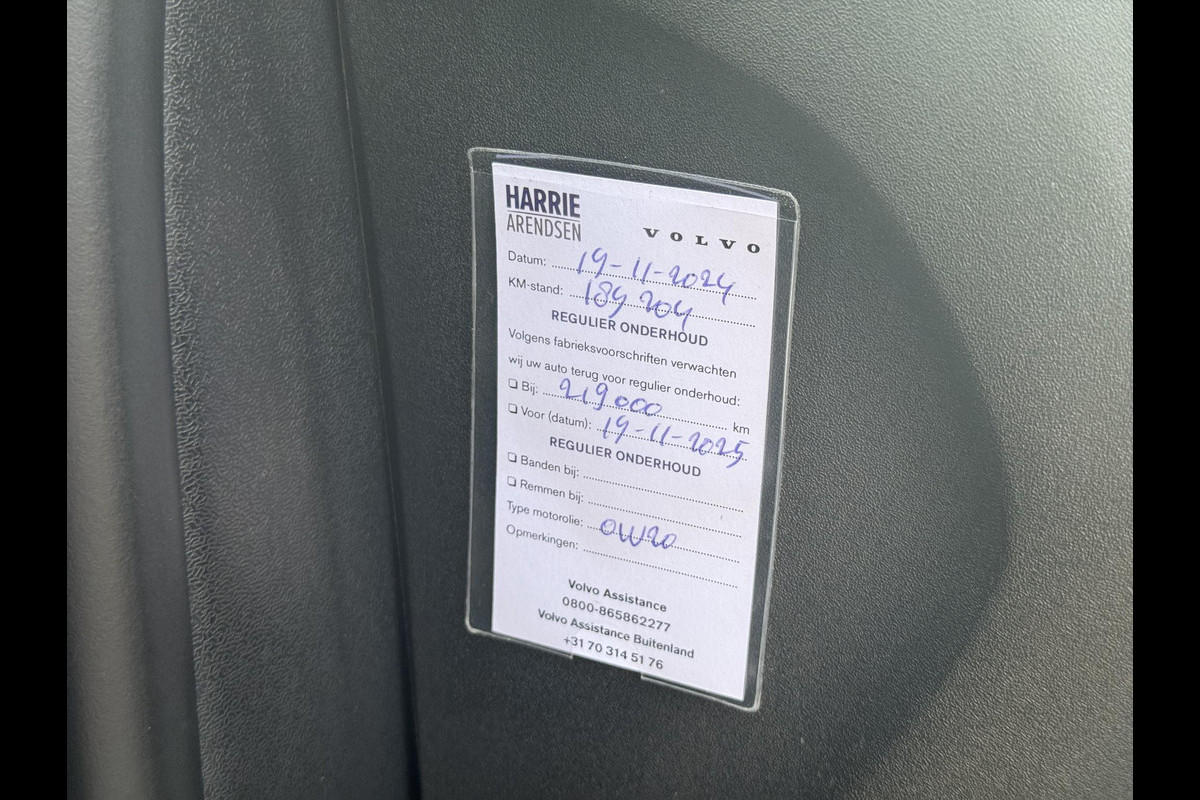 HARRIE
ARENDSEN
VOLVO
Datum: 19-11-2024
KM-stand: 189 204
REGULIER ONDERHOUD
Volgens fabrieksvoorschriften verwachten
wij uw auto terug voor regulier onderhoud:
❏ Bij: 219000 km
❏ Voor (datum): 19-11-2025
REGULIER ONDERHOUD
❏ Banden bij:
❏ Remmen bij:
Type motorolie: 0W20
Opmerkingen:
Volvo Assistance
0800-865862277
Volvo Assistance Buitenland
+31 70 314 51 76